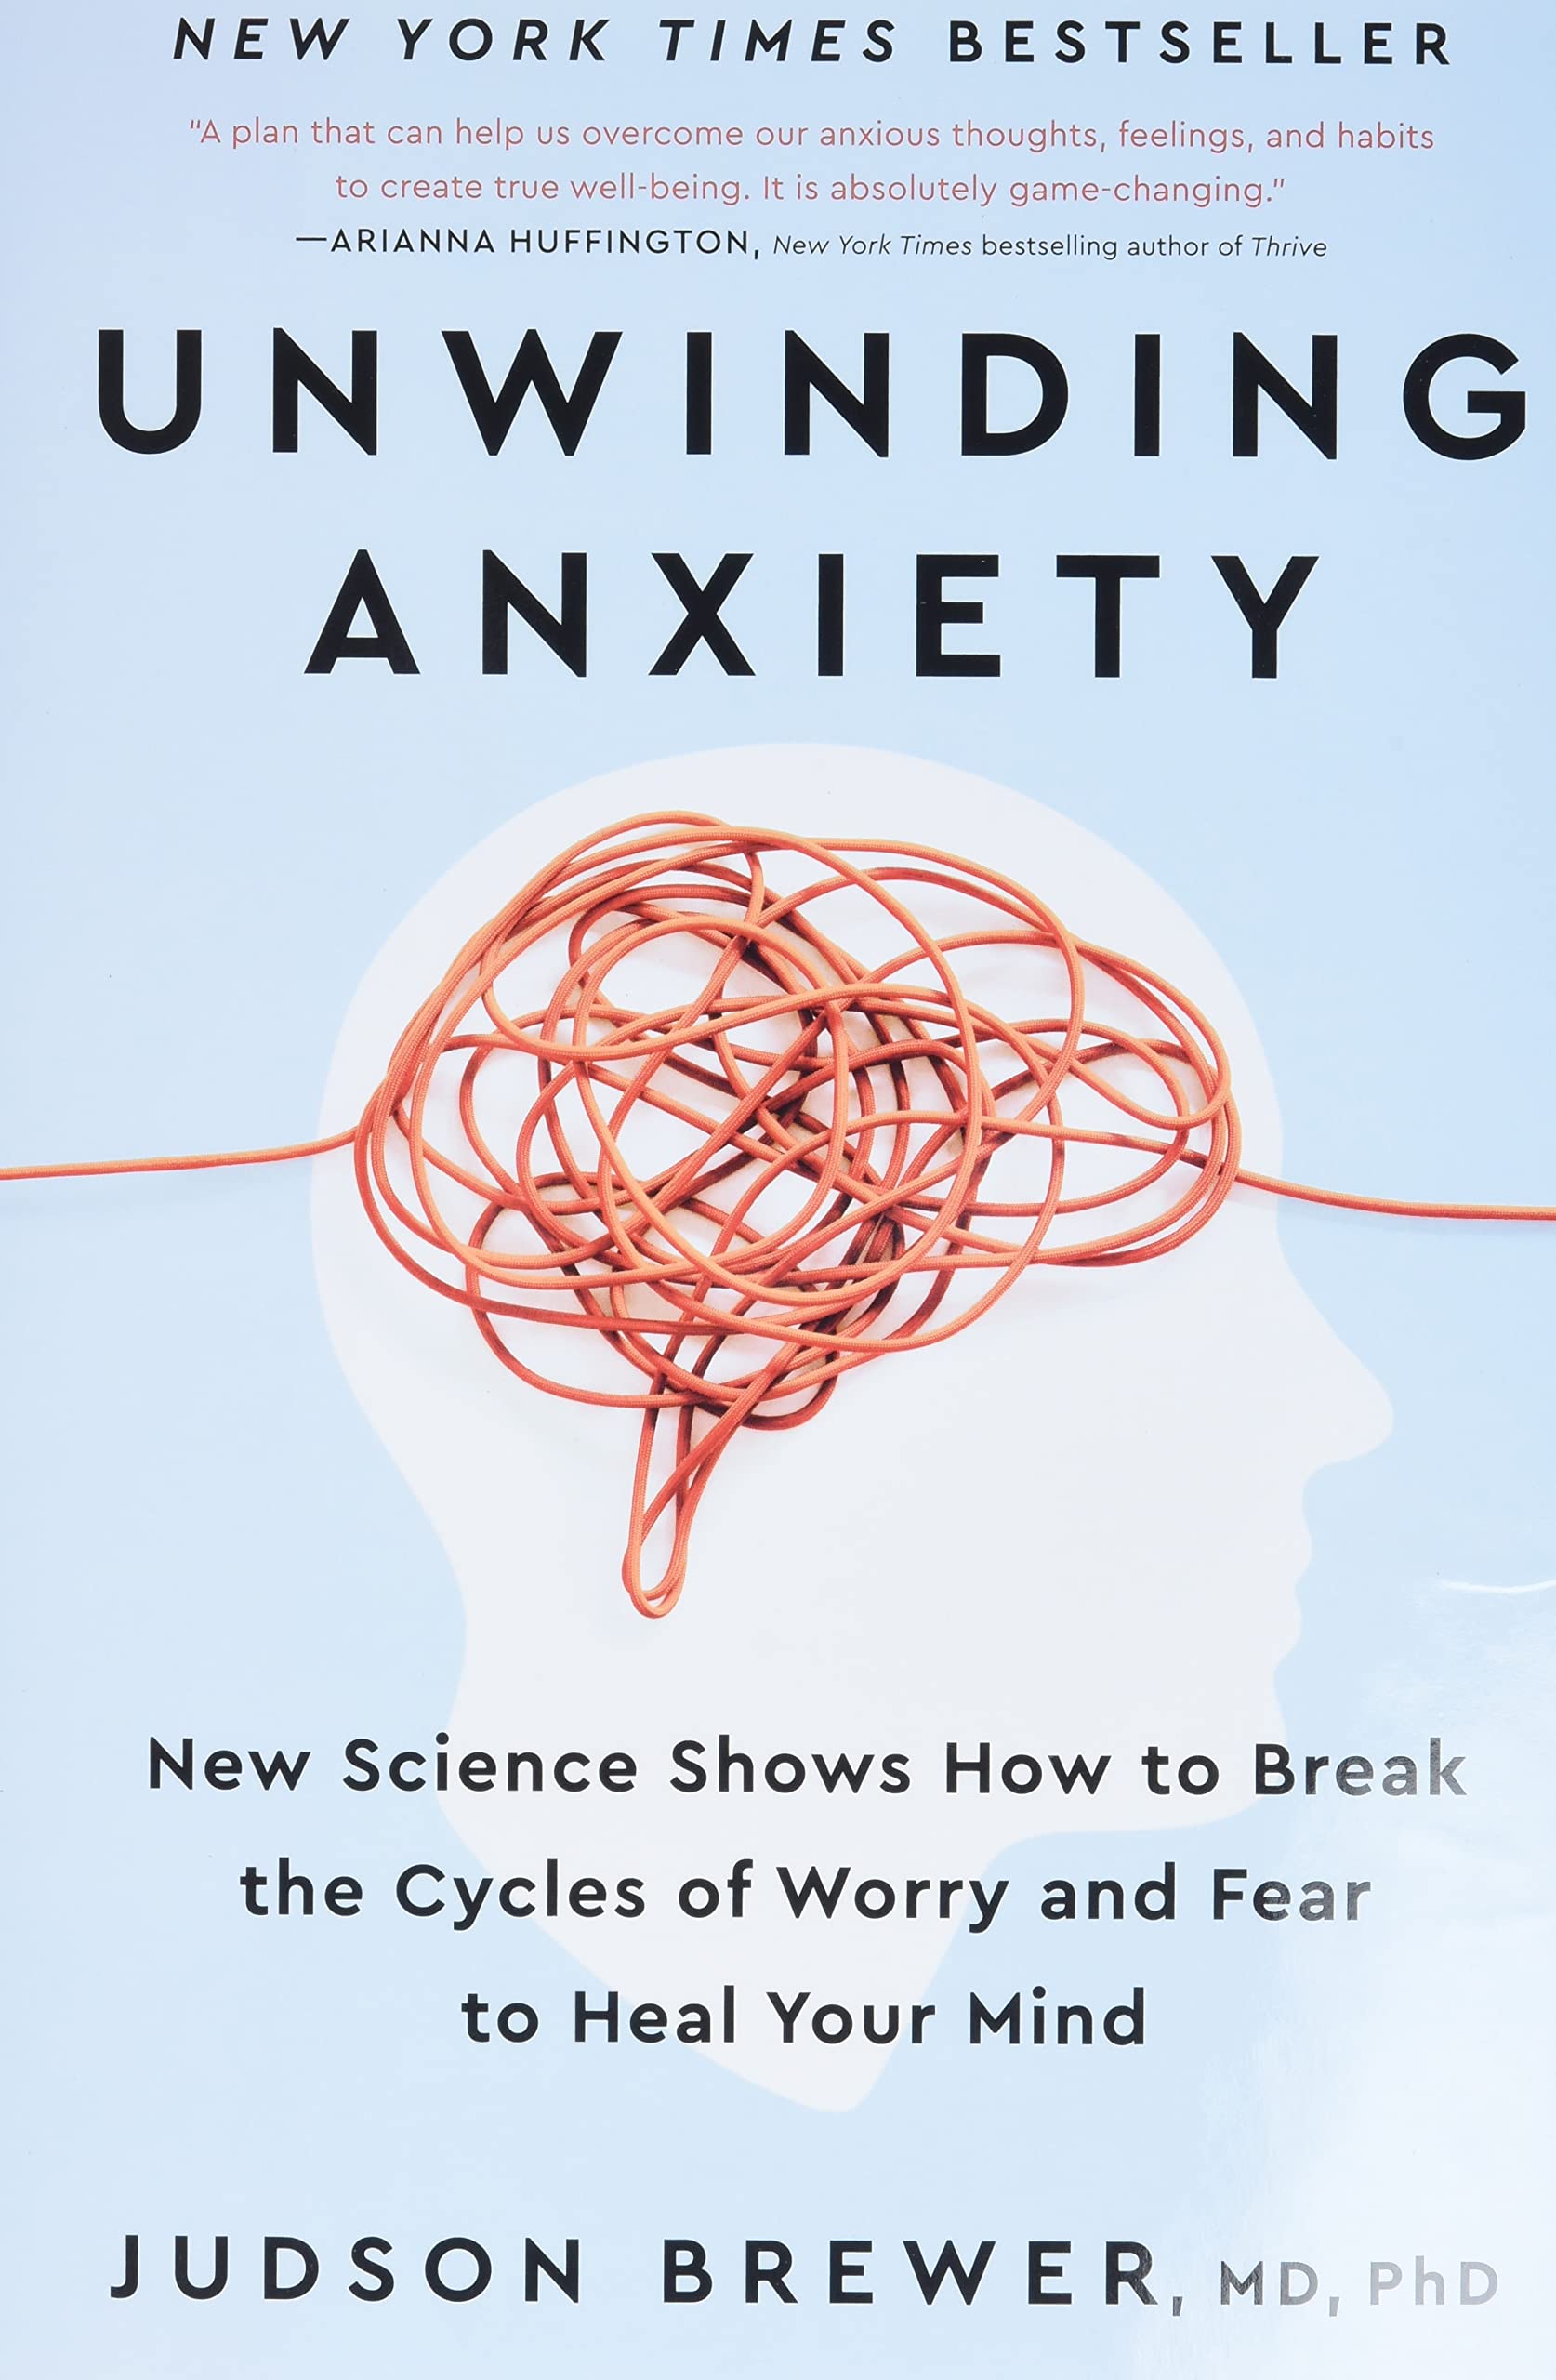 NEW YORK TIMES BESTSELLER
“A plan that can help us overcome our anxious thoughts, feelings, and habits
to create true well-being. It is absolutely game-changing.”
—ARIANNA HUFFINGTON, New York Times bestselling author of Thrive
UNWINDING
ANXIETY
New Science Shows How to Break
the Cycles of Worry and Fear
to Heal Your Mind
JUDSON BREWER, MD, PhD